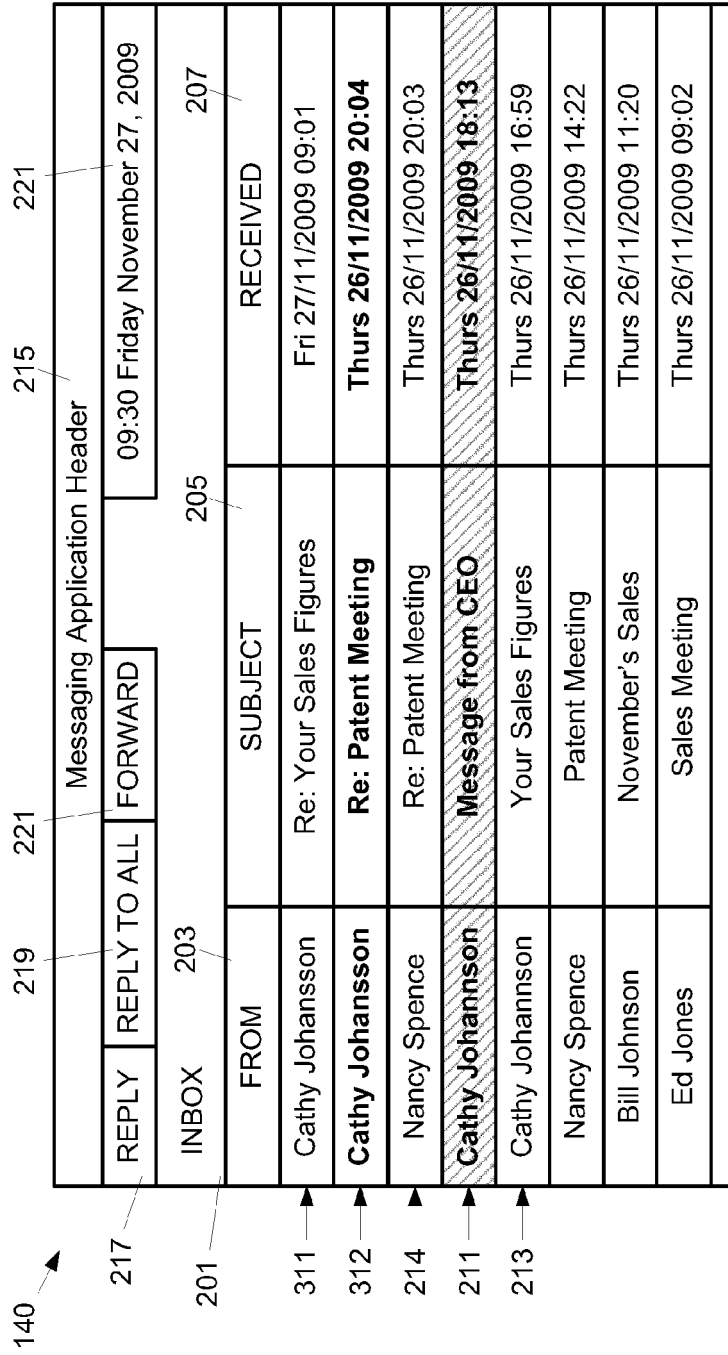 140
215
217
219
221
221
Messaging Application Header
REPLY REPLY TO ALL FORWARD 09:30 Friday November 27, 2009
201 INBOX 203 205 207
FROM SUBJECT RECEIVED
311 Cathy Johansson Re: Your Sales Figures Fri 27/11/2009 09:01
312 Cathy Johansson Re: Patent Meeting Thurs 26/11/2009 20:04
214 Nancy Spence Re: Patent Meeting Thurs 26/11/2009 20:03
211 Cathy Johannson Message from CEO Thurs 26/11/2009 18:13
213 Cathy Johannson Your Sales Figures Thurs 26/11/2009 16:59
Nancy Spence Patent Meeting Thurs 26/11/2009 14:22
Bill Johnson November's Sales Thurs 26/11/2009 11:20
Ed Jones Sales Meeting Thurs 26/11/2009 09:02